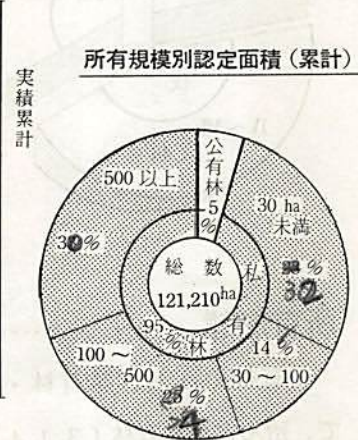 所有規模別認定面積（累計）
実績累計
公有林
5
%
30 ha
未満
%
32
500 以上
30%
総数
121,210ha
私
有
林
95
%
14%
30～100
100～
500
%
24